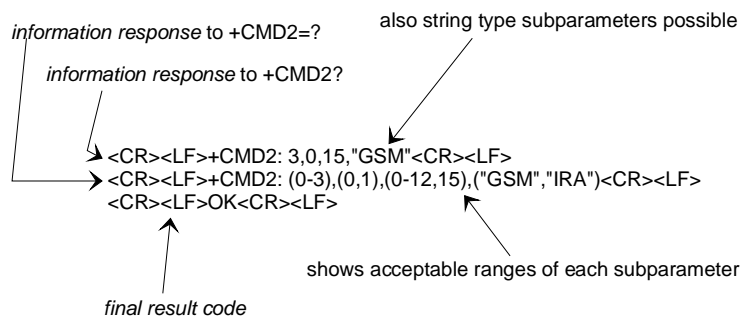 also string type subparameters possible
information response to +CMD2=?
information response to +CMD2?
<CR><LF>+CMD2: 3,0,15,"GSM"<CR><LF>
<CR><LF>+CMD2: (0-3),(0,1),(0-12,15),("GSM","IRA")<CR><LF>
<CR><LF>OK<CR><LF>
shows acceptable ranges of each subparameter
final result code